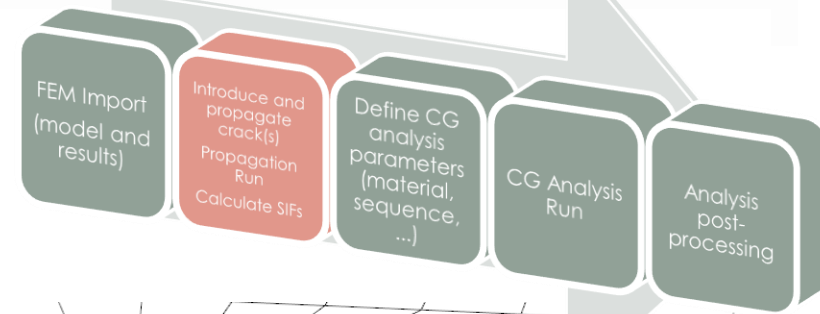 FEM Import
(model and
results)
Introduce and
propagate
crack(s)
Propagation
Run
Calculate SIFs
Define CG
analysis
parameters
(material,
sequence,
...)
CG Analysis
Run
Analysis
post-
processing